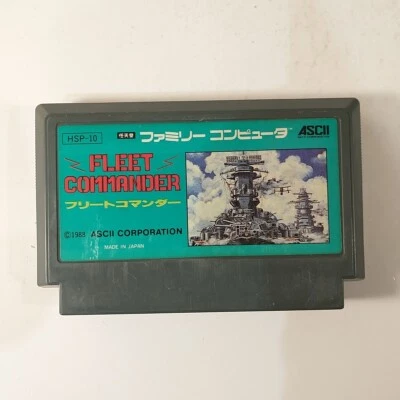 HSP-10
ファミリー コンピュータ
ASCII
FLEET
COMMANDER
フリートコマンダー
©1988 ASCII CORPORATION
MADE IN JAPAN